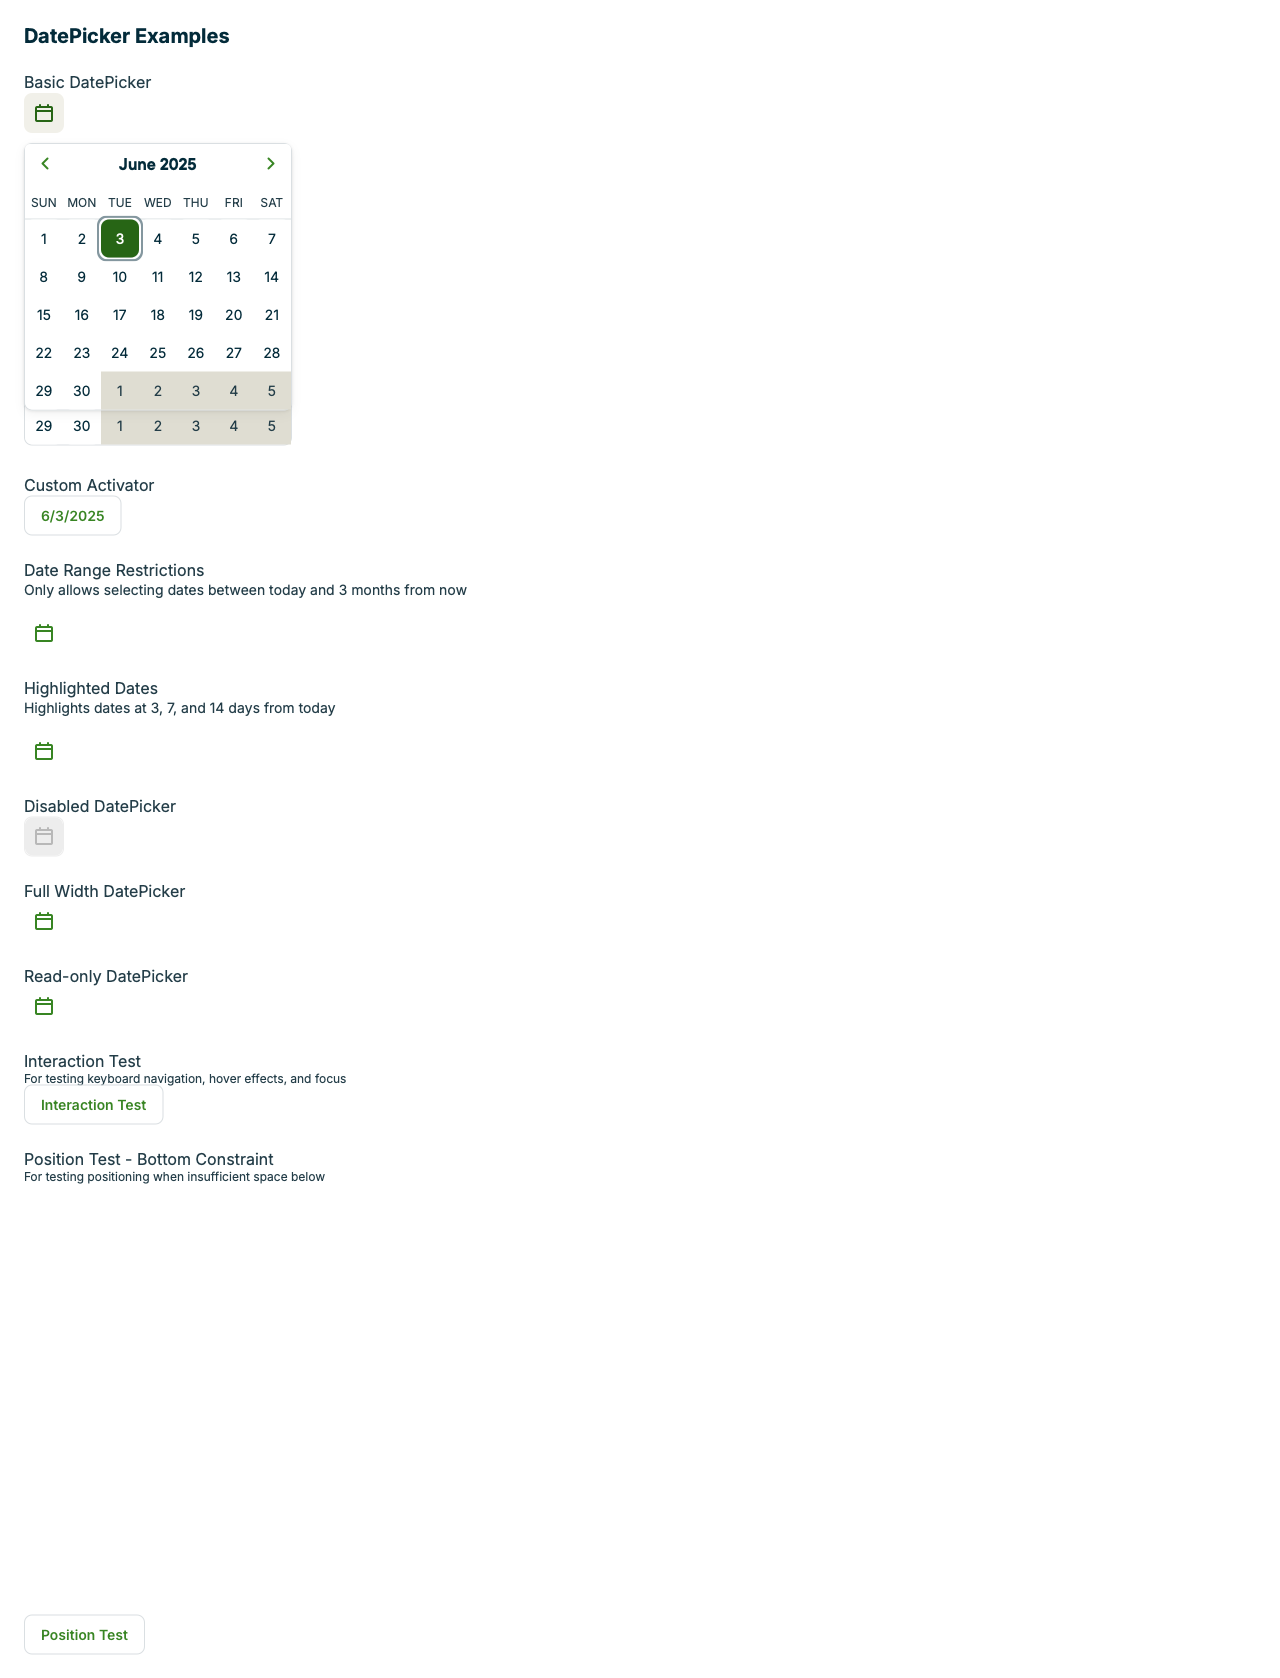 DatePicker Examples
Basic DatePicker
June 2025
SUN MON TUE WED THU FRI SAT
1 2 3 4 5 6 7
8 9 10 11 12 13 14
15 16 17 18 19 20 21
22 23 24 25 26 27 28
29 30 1 2 3 4 5
29 30 1 2 3 4 5
Custom Activator
6/3/2025
Date Range Restrictions
Only allows selecting dates between today and 3 months from now
Highlighted Dates
Highlights dates at 3, 7, and 14 days from today
Disabled DatePicker
Full Width DatePicker
Read-only DatePicker
Interaction Test
For testing keyboard navigation, hover effects, and focus
Interaction Test
Position Test - Bottom Constraint
For testing positioning when insufficient space below
Position Test